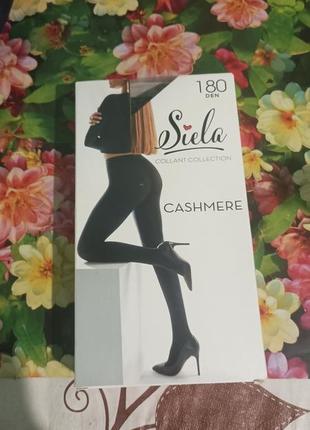 180
DEN
Siela
COLLANT COLLECTION
CASHMERE